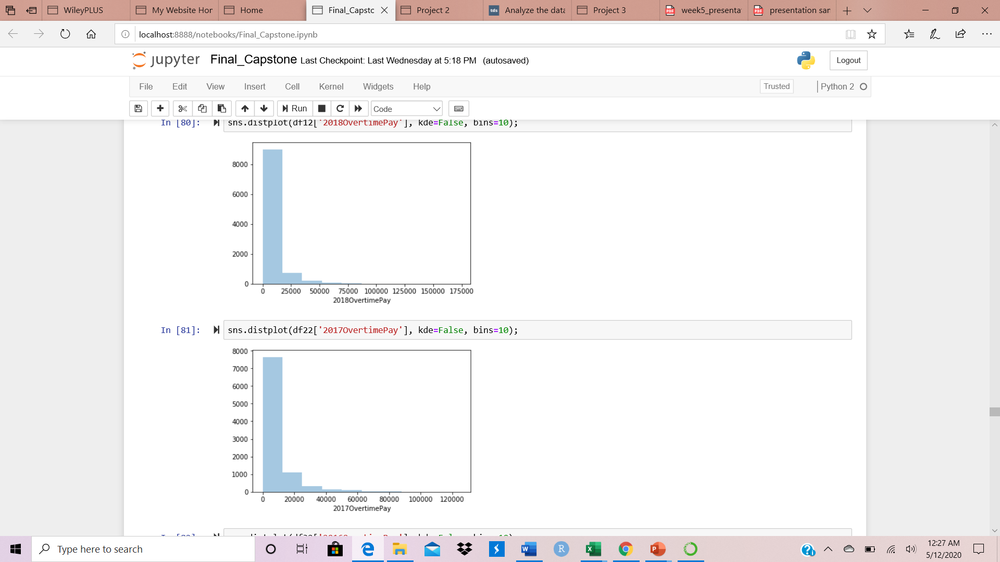 WileyPLUS
My Website Hor
Home
Final_Capstc
Project 2
tds Analyze the data
Project 3
PDF week5_presenta
PDF presentation sar
localhost:8888/notebooks/Final_Capstone.ipynb
jupyter Final_Capstone Last Checkpoint: Last Wednesday at 5:18 PM (autosaved)
Logout
File Edit View Insert Cell Kernel Widgets Help
Trusted Python 2
Run Code
In [80]: sns.distplot(df12['2018OvertimePay'], kde=False, bins=10);
8000
6000
4000
2000
0
0 25000 50000 75000 100000 125000 150000 175000
2018OvertimePay
In [81]: sns.distplot(df22['2017OvertimePay'], kde=False, bins=10);
8000
7000
6000
5000
4000
3000
2000
1000
0
0 20000 40000 60000 80000 100000 120000
2017OvertimePay
Type here to search
12:27 AM
5/12/2020